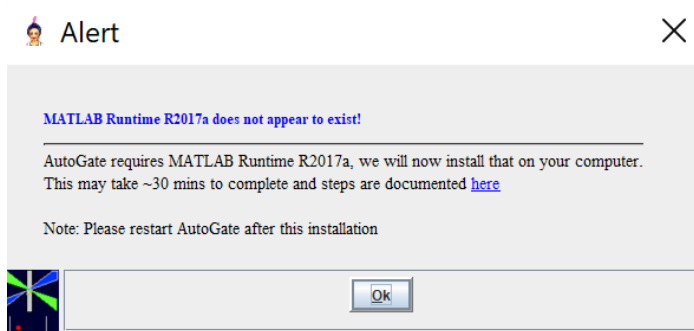 Alert
MATLAB Runtime R2017a does not appear to exist!
AutoGate requires MATLAB Runtime R2017a, we will now install that on your computer.
This may take ~30 mins to complete and steps are documented here
Note: Please restart AutoGate after this installation
Ok